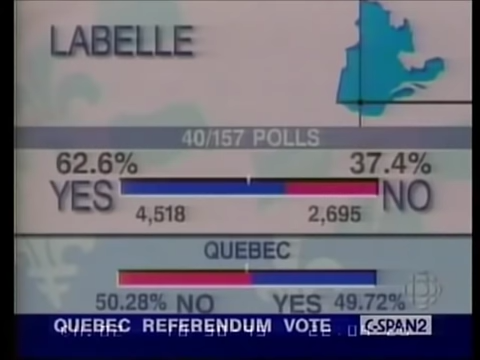 LABELLE
40/157 POLLS
62.6% 37.4%
YES NO
4,518 2,695
QUEBEC
50.28% NO YES 49.72%
QUEBEC REFERENDUM VOTE C-SPAN2